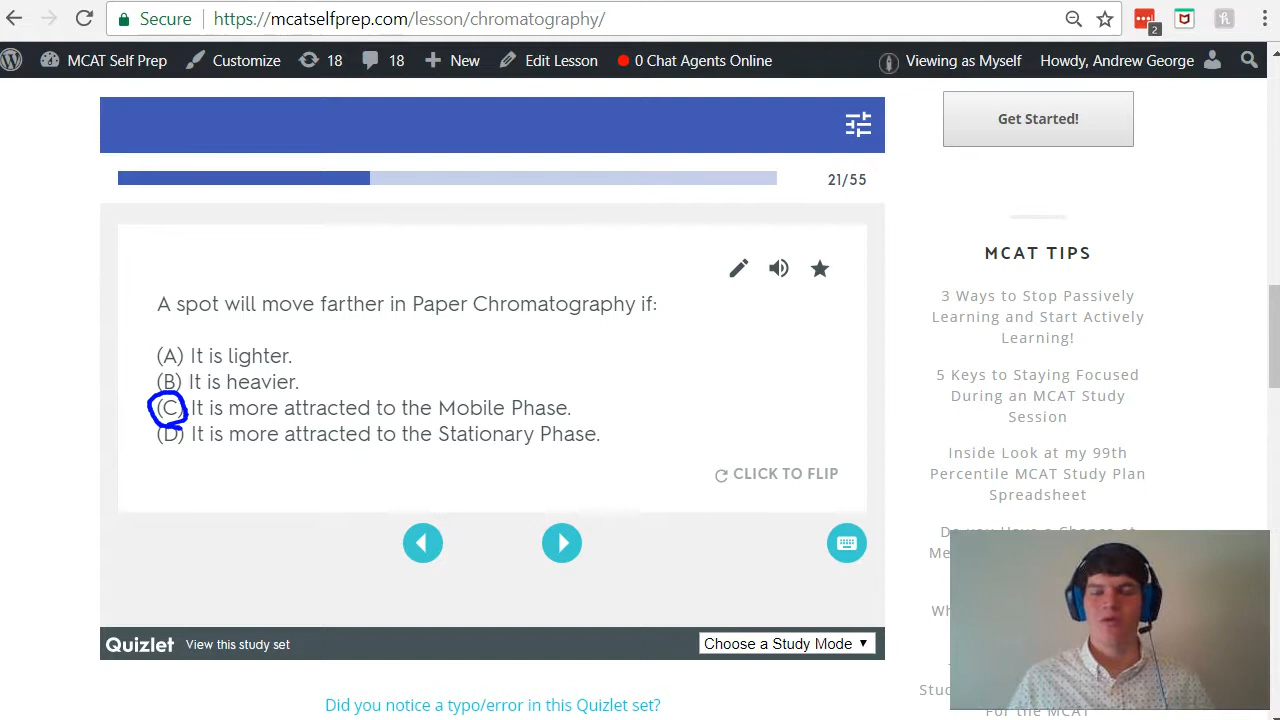 Secure
https://mcatselfprep.com/lesson/chromatography/
2
MCAT Self Prep
Customize
18
18
New
Edit Lesson
0 Chat Agents Online
Viewing as Myself
Howdy, Andrew George
21/55
A spot will move farther in Paper Chromatography if:
(A) It is lighter.
(B) It is heavier.
(C) It is more attracted to the Mobile Phase.
(D) It is more attracted to the Stationary Phase.
CLICK TO FLIP
Quizlet
View this study set
Choose a Study Mode
Did you notice a typo/error in this Quizlet set?
Get Started!
MCAT TIPS
3 Ways to Stop Passively
Learning and Start Actively
Learning!
5 Keys to Staying Focused
During an MCAT Study
Session
Inside Look at my 99th
Percentile MCAT Study Plan
Spreadsheet